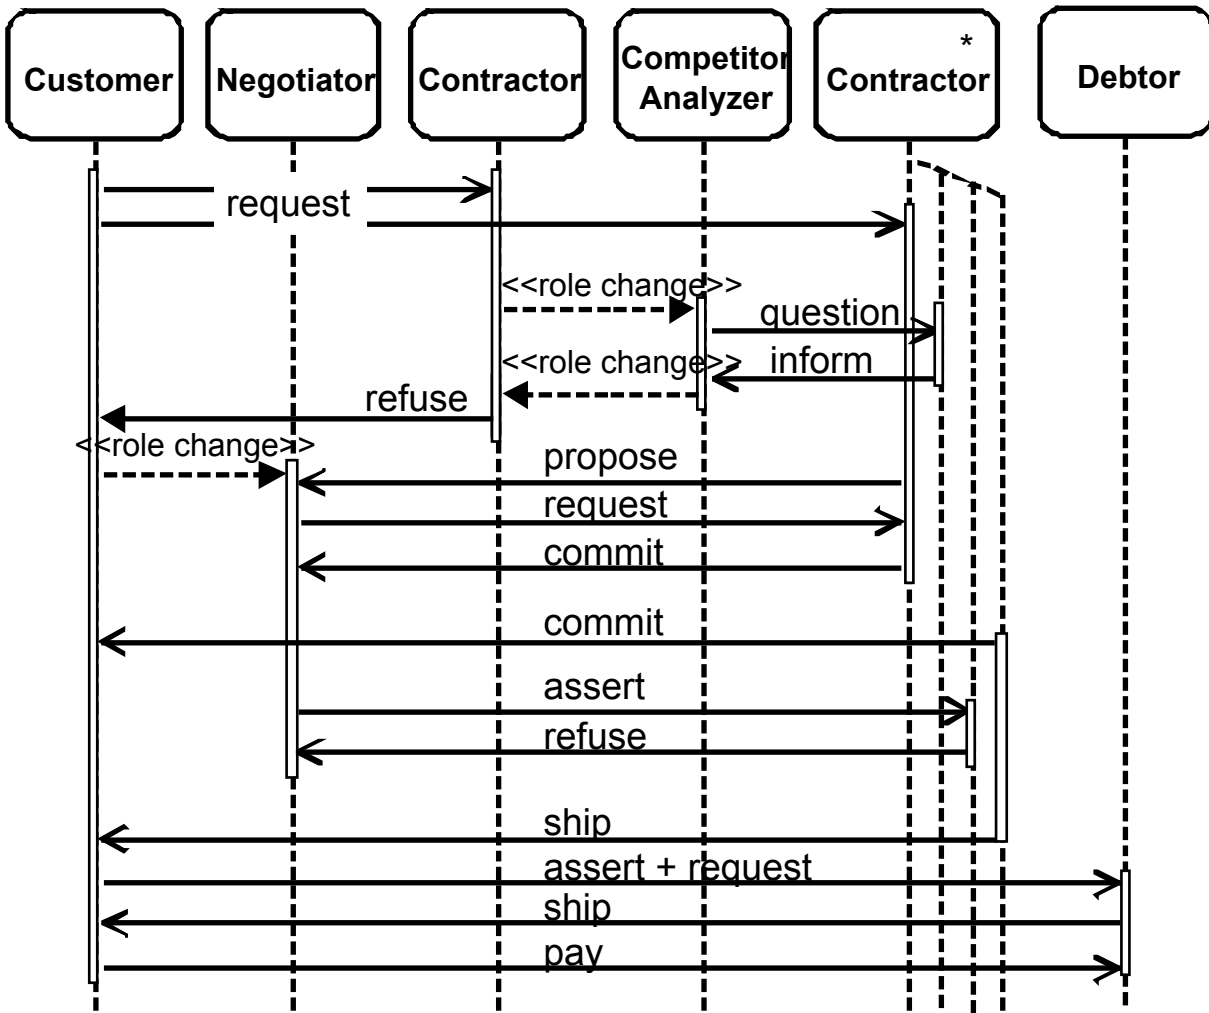 Customer
Negotiator
Contractor
Competitor
Analyzer
*
Contractor
Debtor
request
<<role change>>
question
<<role change>>
inform
refuse
<<role change>>
propose
request
commit
commit
assert
refuse
ship
assert + request
ship
pay